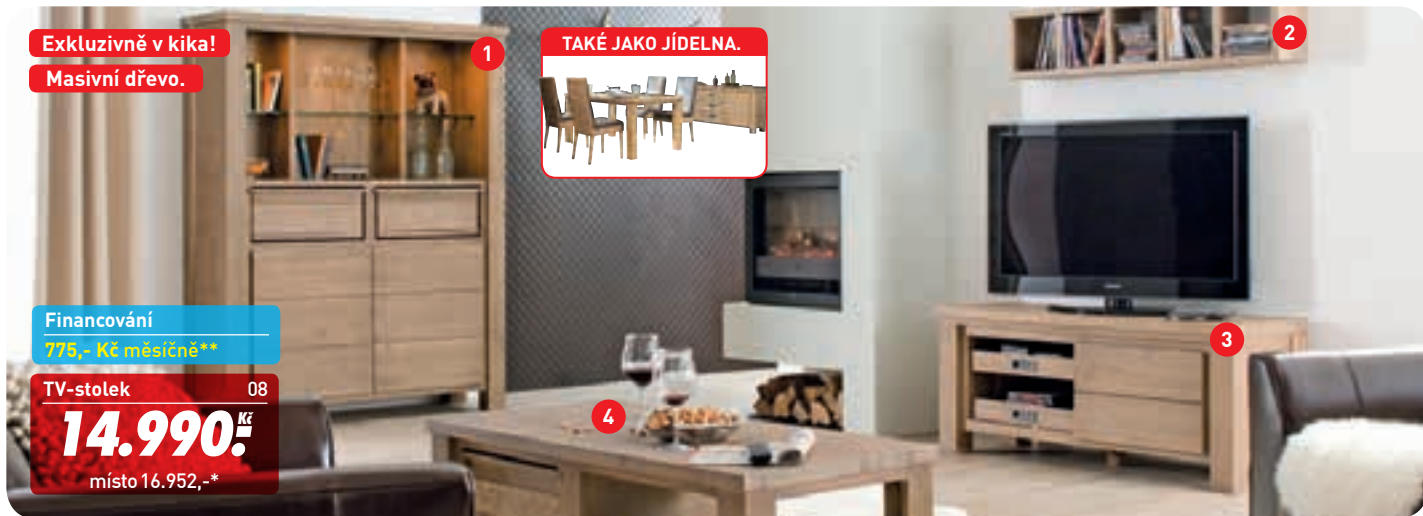 Exkluzivně v kika!
Masivní dřevo.
1
TAKÉ JAKO JÍDELNA.
2
3
4
Financování
775,- Kč měsíčně**
TV-stolek 08
14.990.- Kč
místo 16.952,-*